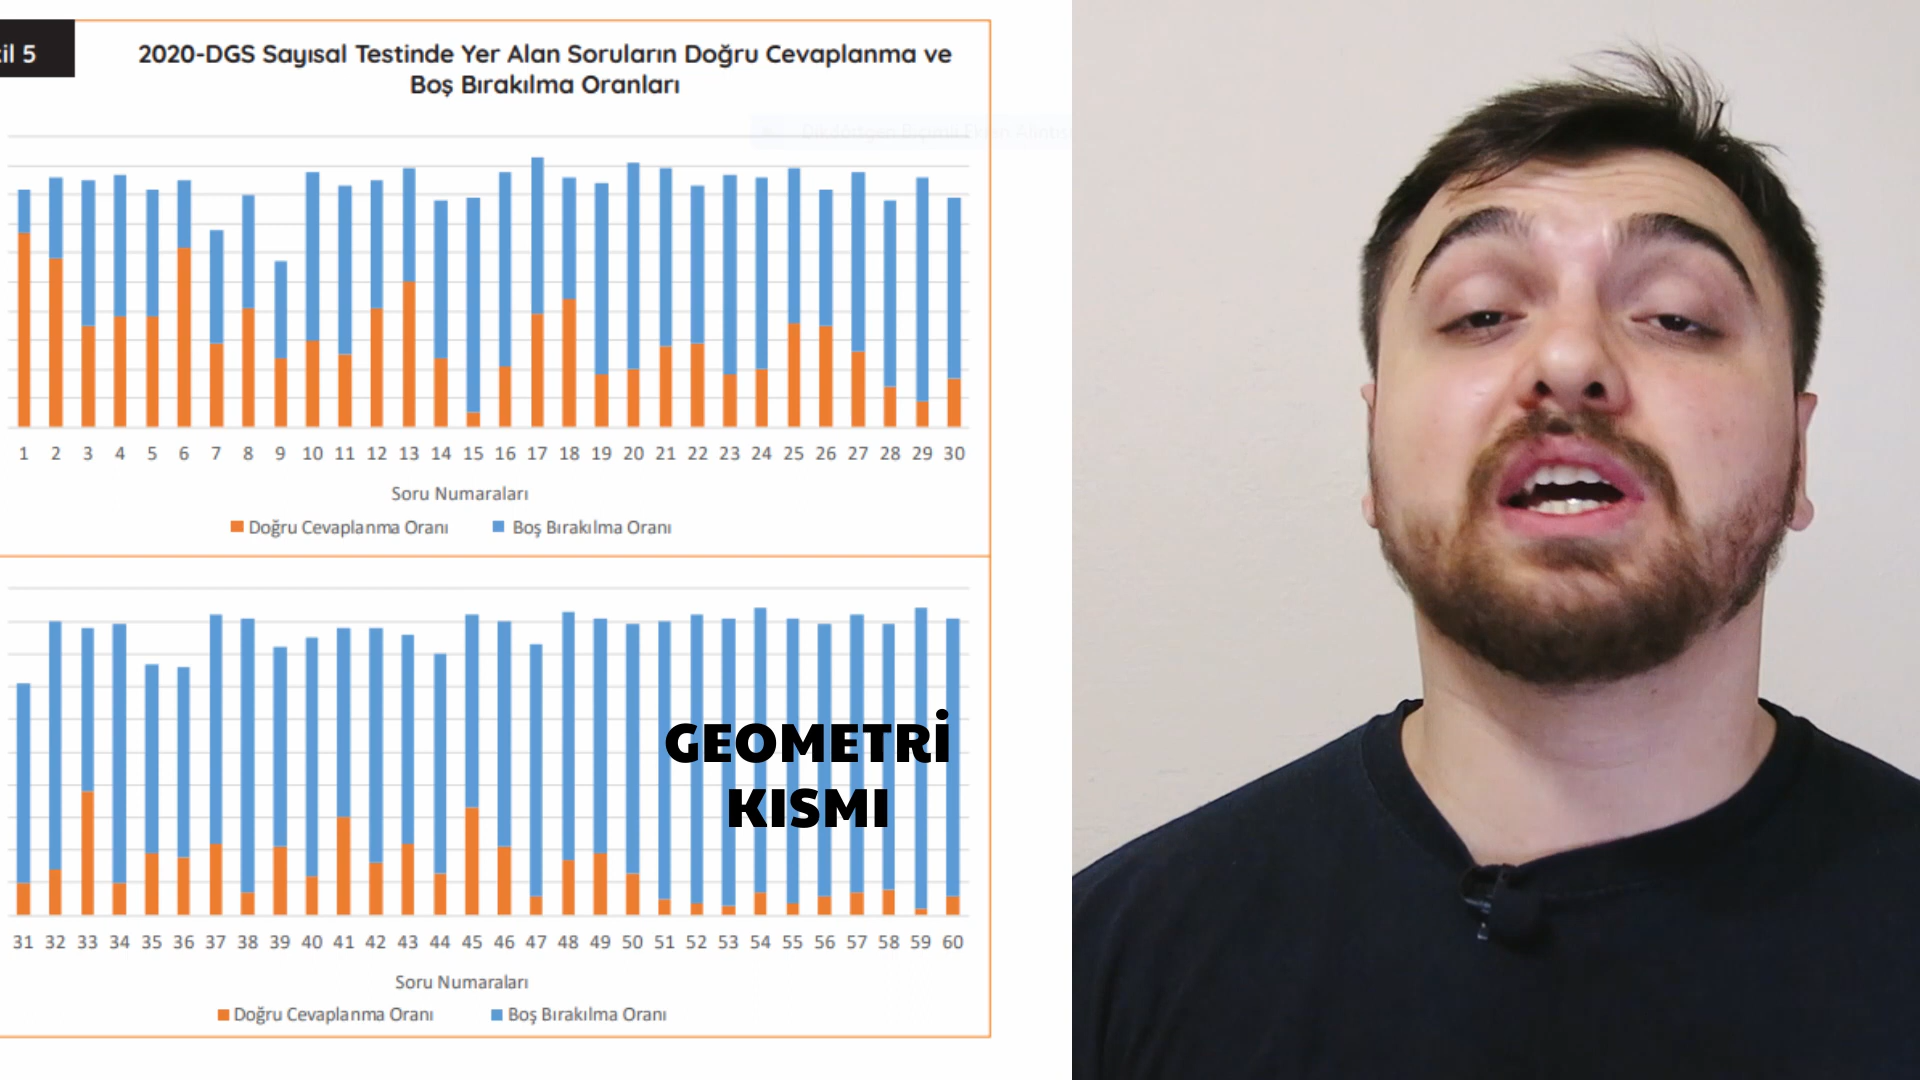 il 5
2020-DGS Sayısal Testinde Yer Alan Soruların Doğru Cevaplanma ve
Boş Bırakılma Oranları
Dikdörtgen Biçimli Ekran Alıntısı
1 2 3 4 5 6 7 8 9 10 11 12 13 14 15 16 17 18 19 20 21 22 23 24 25 26 27 28 29 30
Soru Numaraları
Doğru Cevaplanma Oranı Boş Bırakılma Oranı
GEOMETRİ
KISMI
31 32 33 34 35 36 37 38 39 40 41 42 43 44 45 46 47 48 49 50 51 52 53 54 55 56 57 58 59 60
Soru Numaraları
Doğru Cevaplanma Oranı Boş Bırakılma Oranı